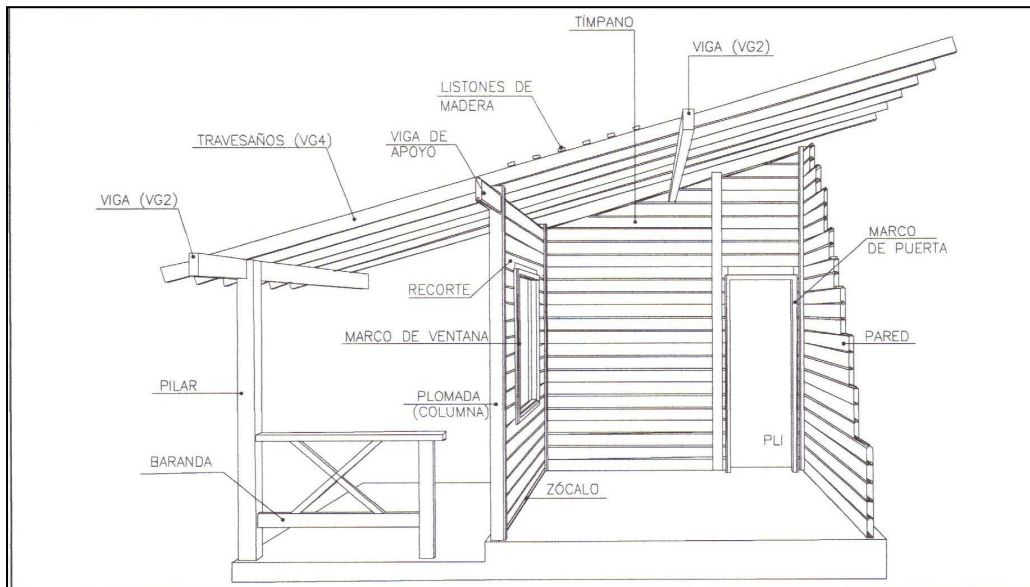 TÍMPANO
VIGA (VG2)
LISTONES DE
MADERA
TRAVESAÑOS (VG4)
VIGA DE
APOYO
VIGA (VG2)
MARCO
DE PUERTA
RECORTE
MARCO DE VENTANA
PARED
PILAR
PLOMADA
(COLUMNA)
PLI
BARANDA
ZÓCALO